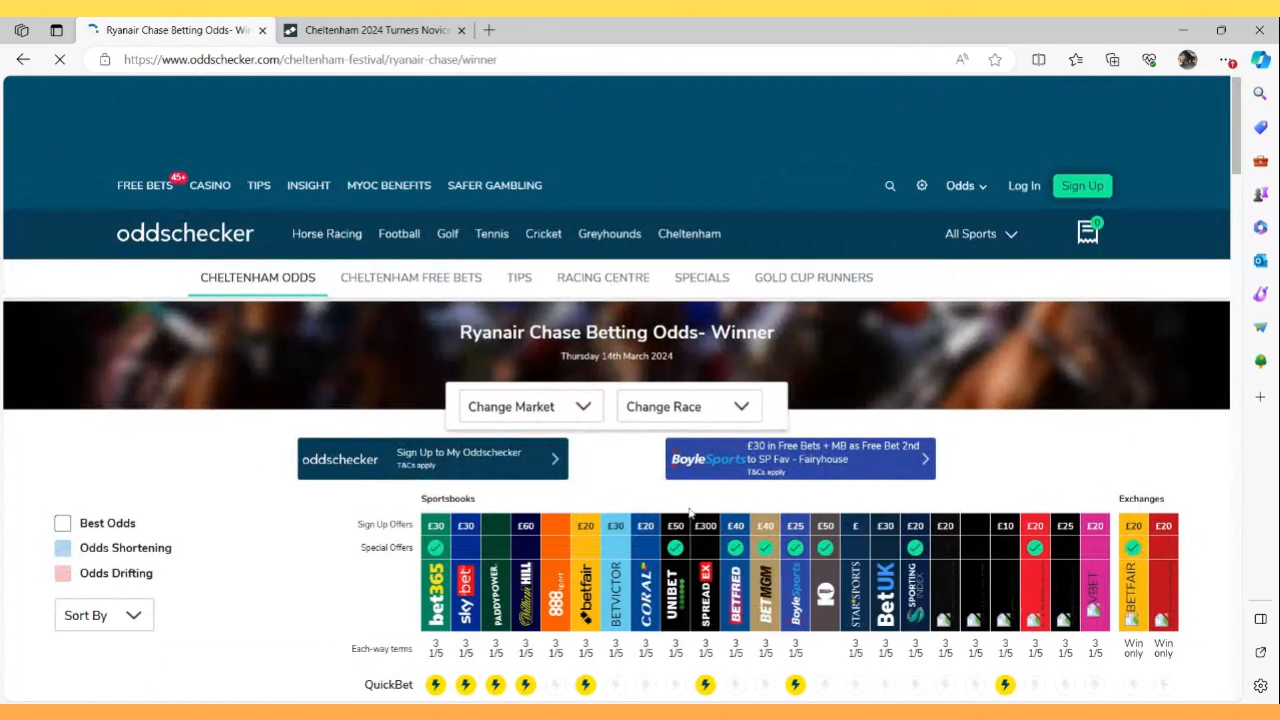 Ryanair Chase Betting Odds- Win
Cheltenham 2024 Turners Novice
https://www.oddschecker.com/cheltenham-festival/ryanair-chase/winner
FREE BETS 45+ CASINO TIPS INSIGHT MYOC BENEFITS SAFER GAMBLING Odds Log In Sign Up
oddschecker Horse Racing Football Golf Tennis Cricket Greyhounds Cheltenham All Sports 0
CHELTENHAM ODDS CHELTENHAM FREE BETS TIPS RACING CENTRE SPECIALS GOLD CUP RUNNERS
Ryanair Chase Betting Odds- Winner
Thursday 14th March 2024
Change Market Change Race
oddschecker Sign Up to My Oddschecker
T&Cs apply
BoyleSports £30 in Free Bets + MB as Free Bet 2nd
to SP Fav - Fairyhouse
T&Cs apply
Sportsbooks Exchanges
Best Odds
Odds Shortening
Odds Drifting
Sort By
Sign Up Offers £30 £30 £60 £20 £30 £20 £50 £300 £40 £40 £25 £50 £ £30 £20 £20 £10 £20 £25 £20 £20 £20
Special Offers
bet365 sky bet PADDYPOWER. William HILL 888sport betfair BETVICTOR CORAL UNIBET SPREAD EX BETFRED BET MGM BoyleSports 10 STARSPORTS BetUK SPORTING INDEX VBET BETFAIR
Each-way terms 3 3 3 3 3 3 3 3 3 3 3 3 3 3 3 3 3 3 3 3 3 Win Win
1/5 1/5 1/5 1/5 1/5 1/5 1/5 1/5 1/5 1/5 1/5 1/5 1/5 1/5 1/5 1/5 1/5 1/5 1/5 1/5 1/5 1/5 only only
QuickBet